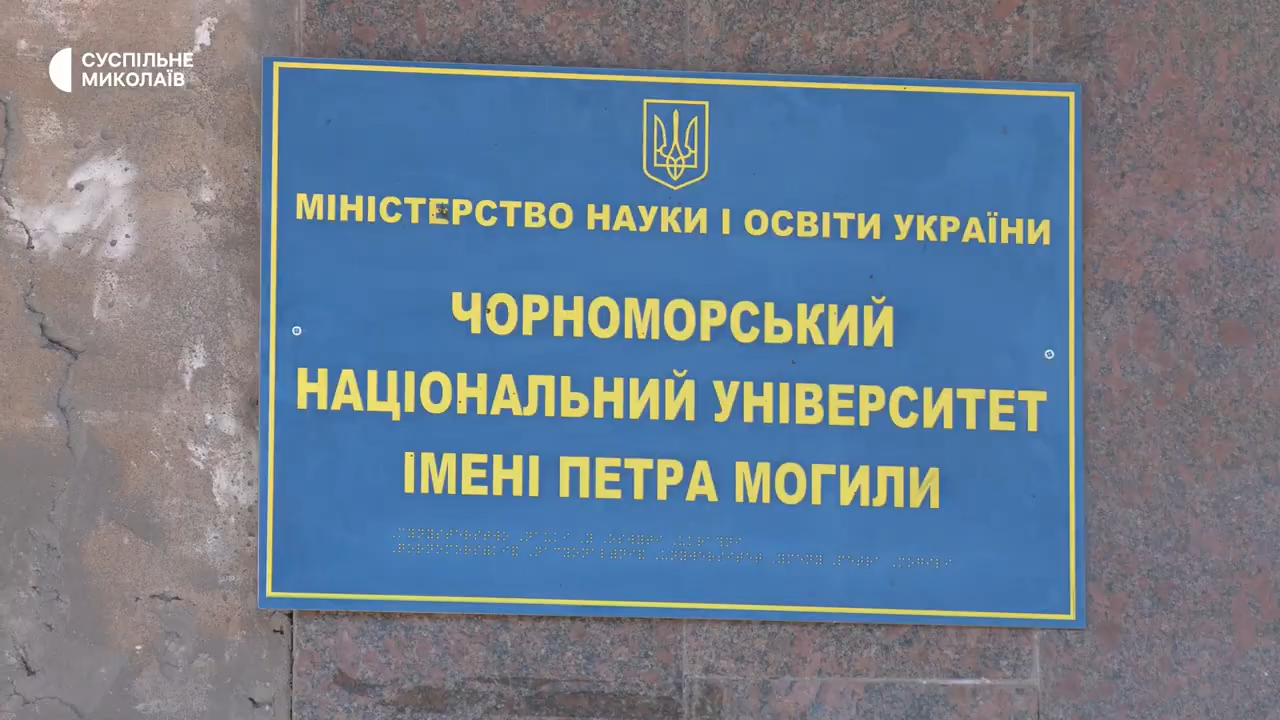 СУСПІЛЬНЕ
МИКОЛАЇВ
МІНІСТЕРСТВО НАУКИ І ОСВІТИ УКРАЇНИ
ЧОРНОМОРСЬКИЙ
НАЦІОНАЛЬНИЙ УНІВЕРСИТЕТ
ІМЕНІ ПЕТРА МОГИЛИ